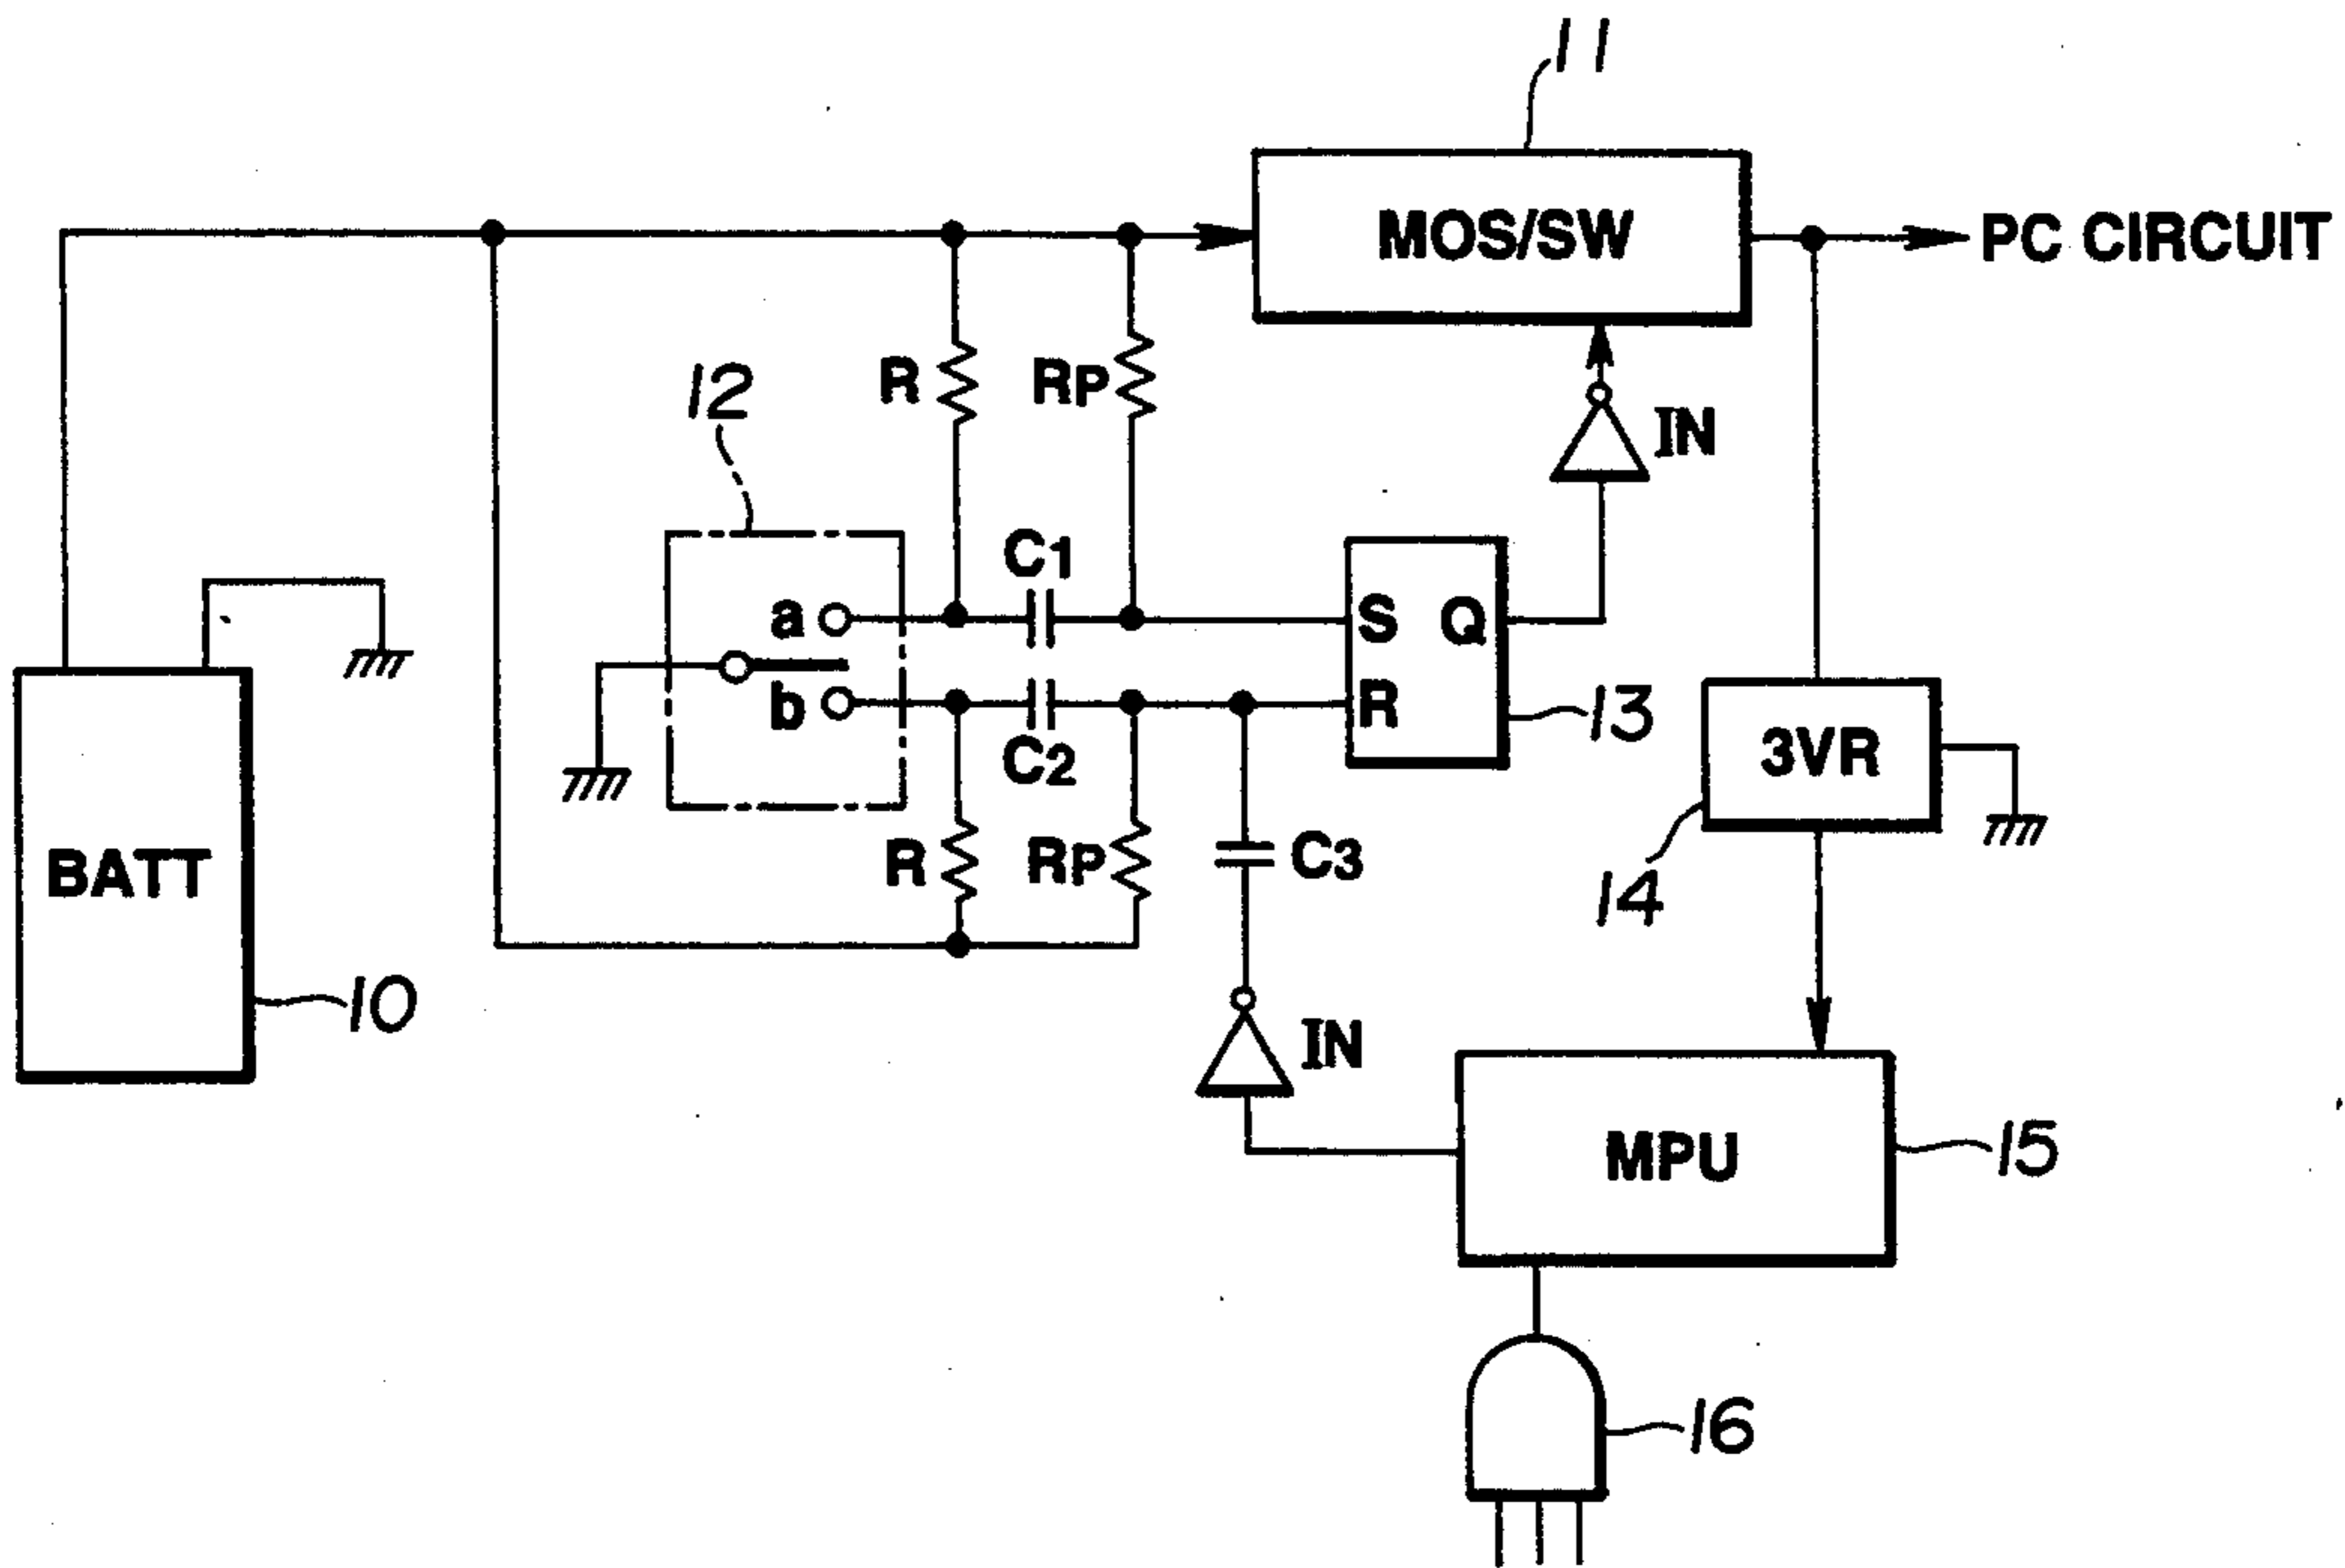 11
MOS/SW
PC CIRCUIT
R
RP
12
IN
C1
a
S
Q
b
R
13
C2
3VR
BATT
R
RP
C3
14
10
IN
MPU
15
16